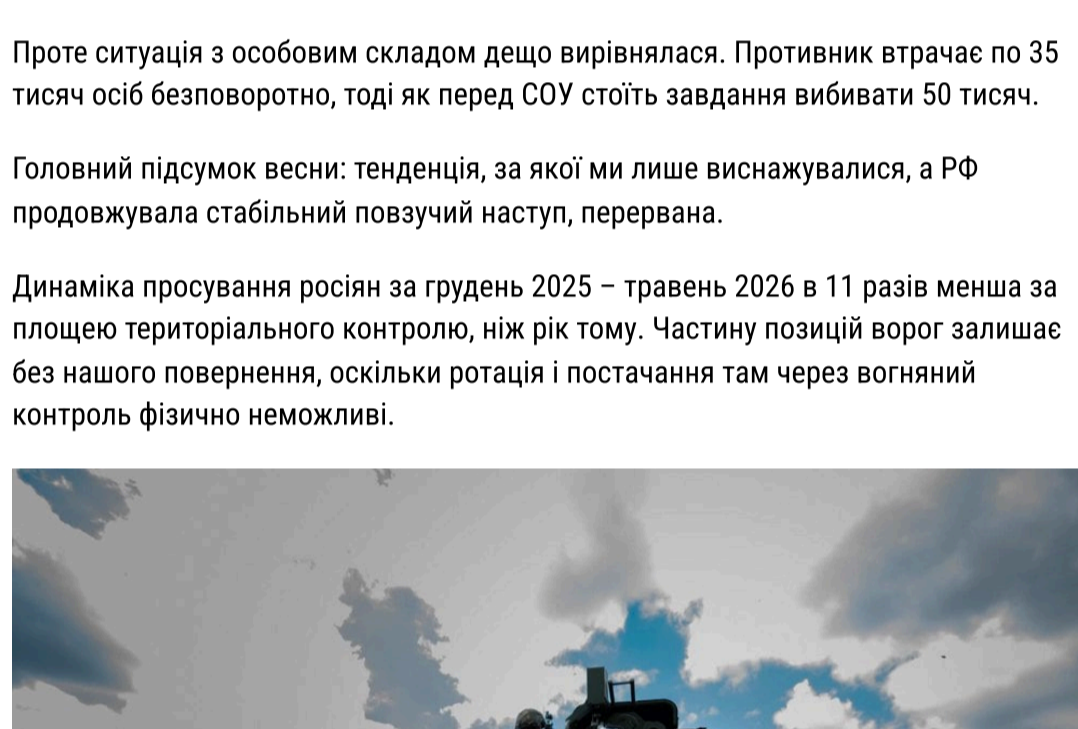 Проте ситуація з особовим складом дещо вирівнялася. Противник втрачає по 35
тисяч осіб безповоротно, тоді як перед СОУ стоїть завдання вибивати 50 тисяч.
Головний підсумок весни: тенденція, за якої ми лише виснажувалися, а РФ
продовжувала стабільний повзучий наступ, перервана.
Динаміка просування росіян за грудень 2025 – травень 2026 в 11 разів менша за
площею територіального контролю, ніж рік тому. Частину позицій ворог залишає
без нашого повернення, оскільки ротація і постачання там через вогняний
контроль фізично неможливі.